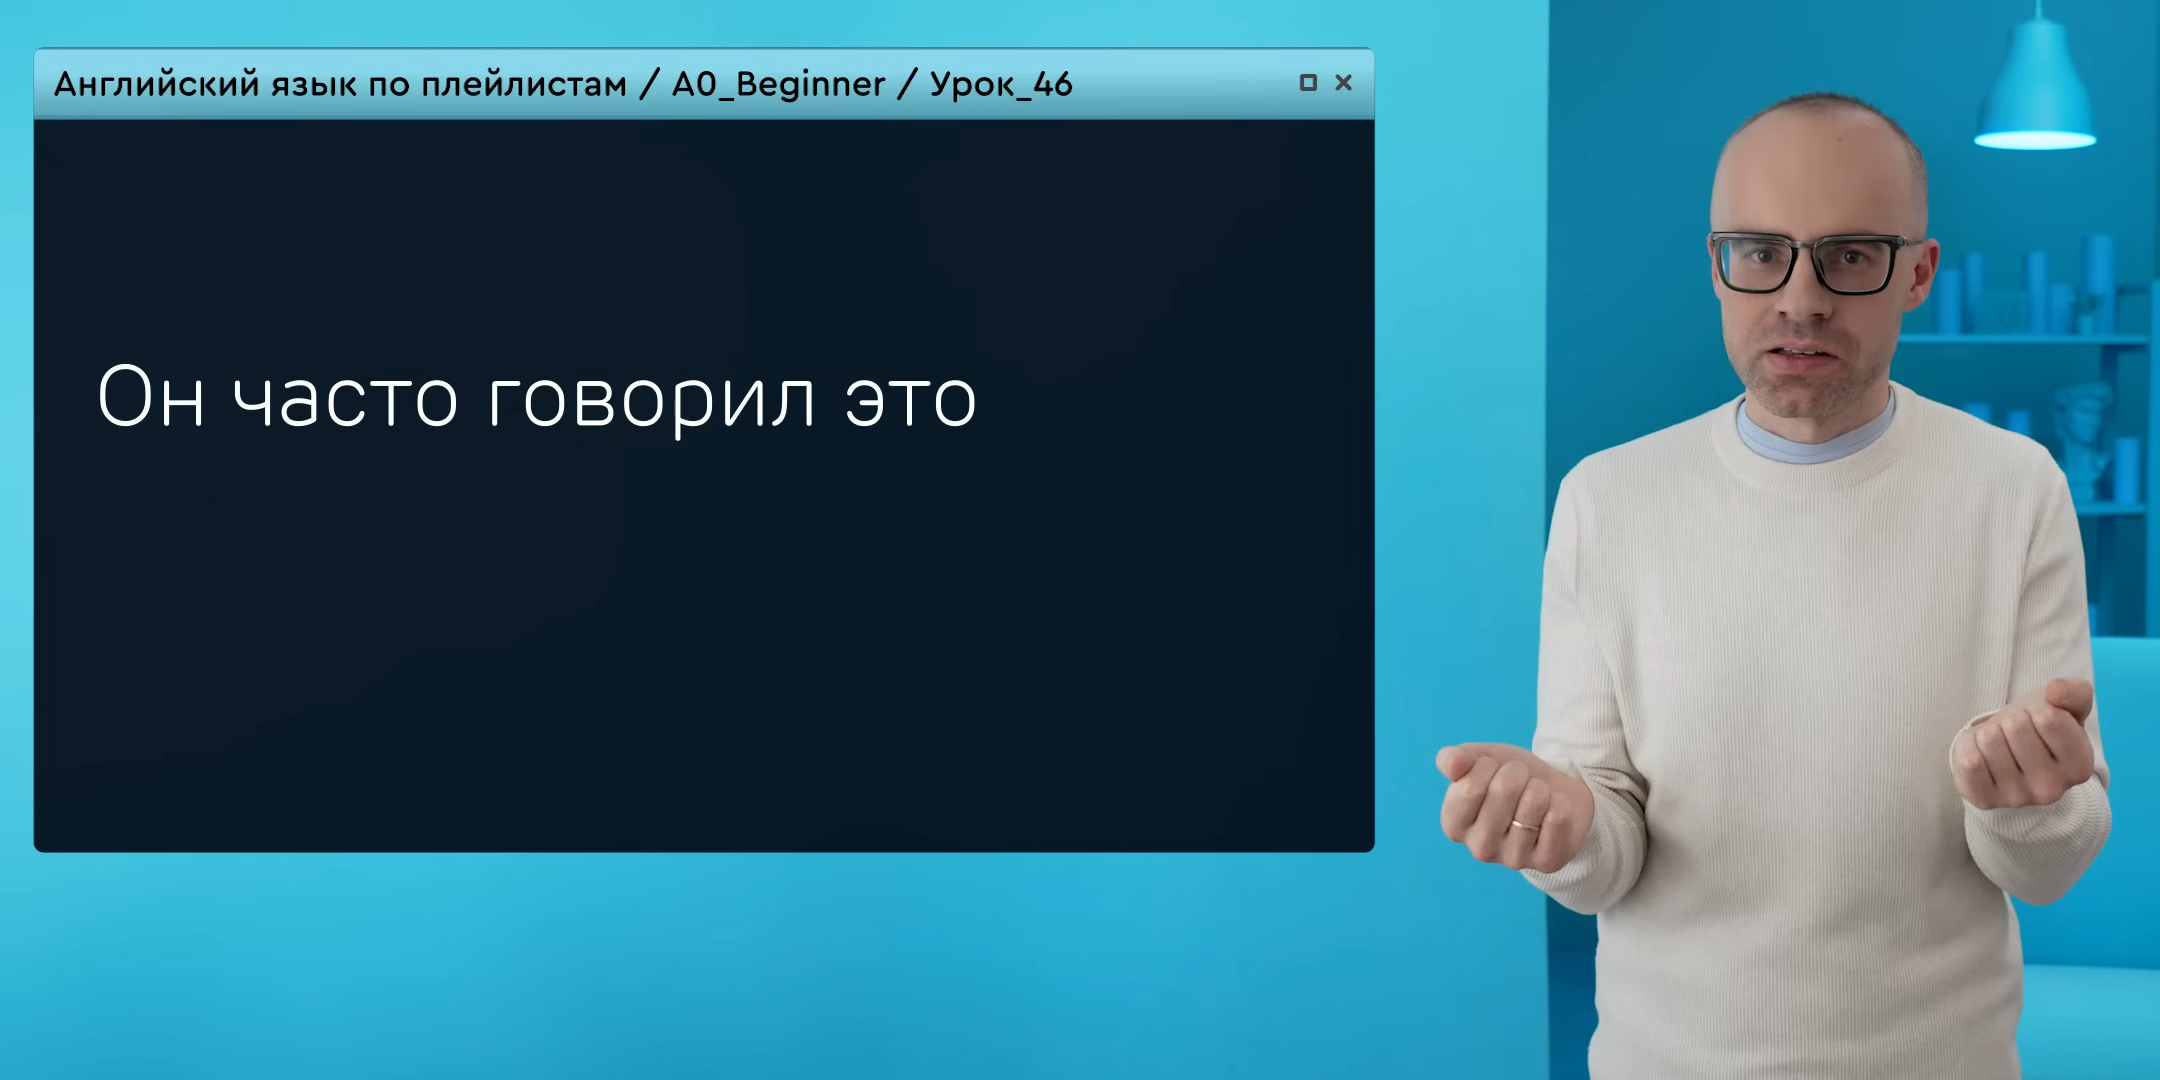 Английский язык по плейлистам / A0_Beginner / Урок_46
Он часто говорил это